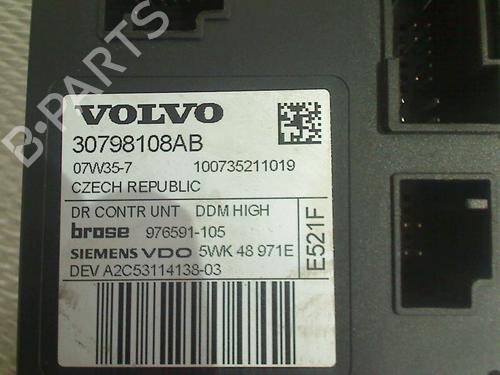 VOLVO
30798108AB
07W35-7 100735211019
CZECH REPUBLIC
DR CONTR UNT DDM HIGH
brose 976591-105
SIEMENS VDO 5WK 48 971E
DEV A2C53114138-03
E521F
B-PARTS